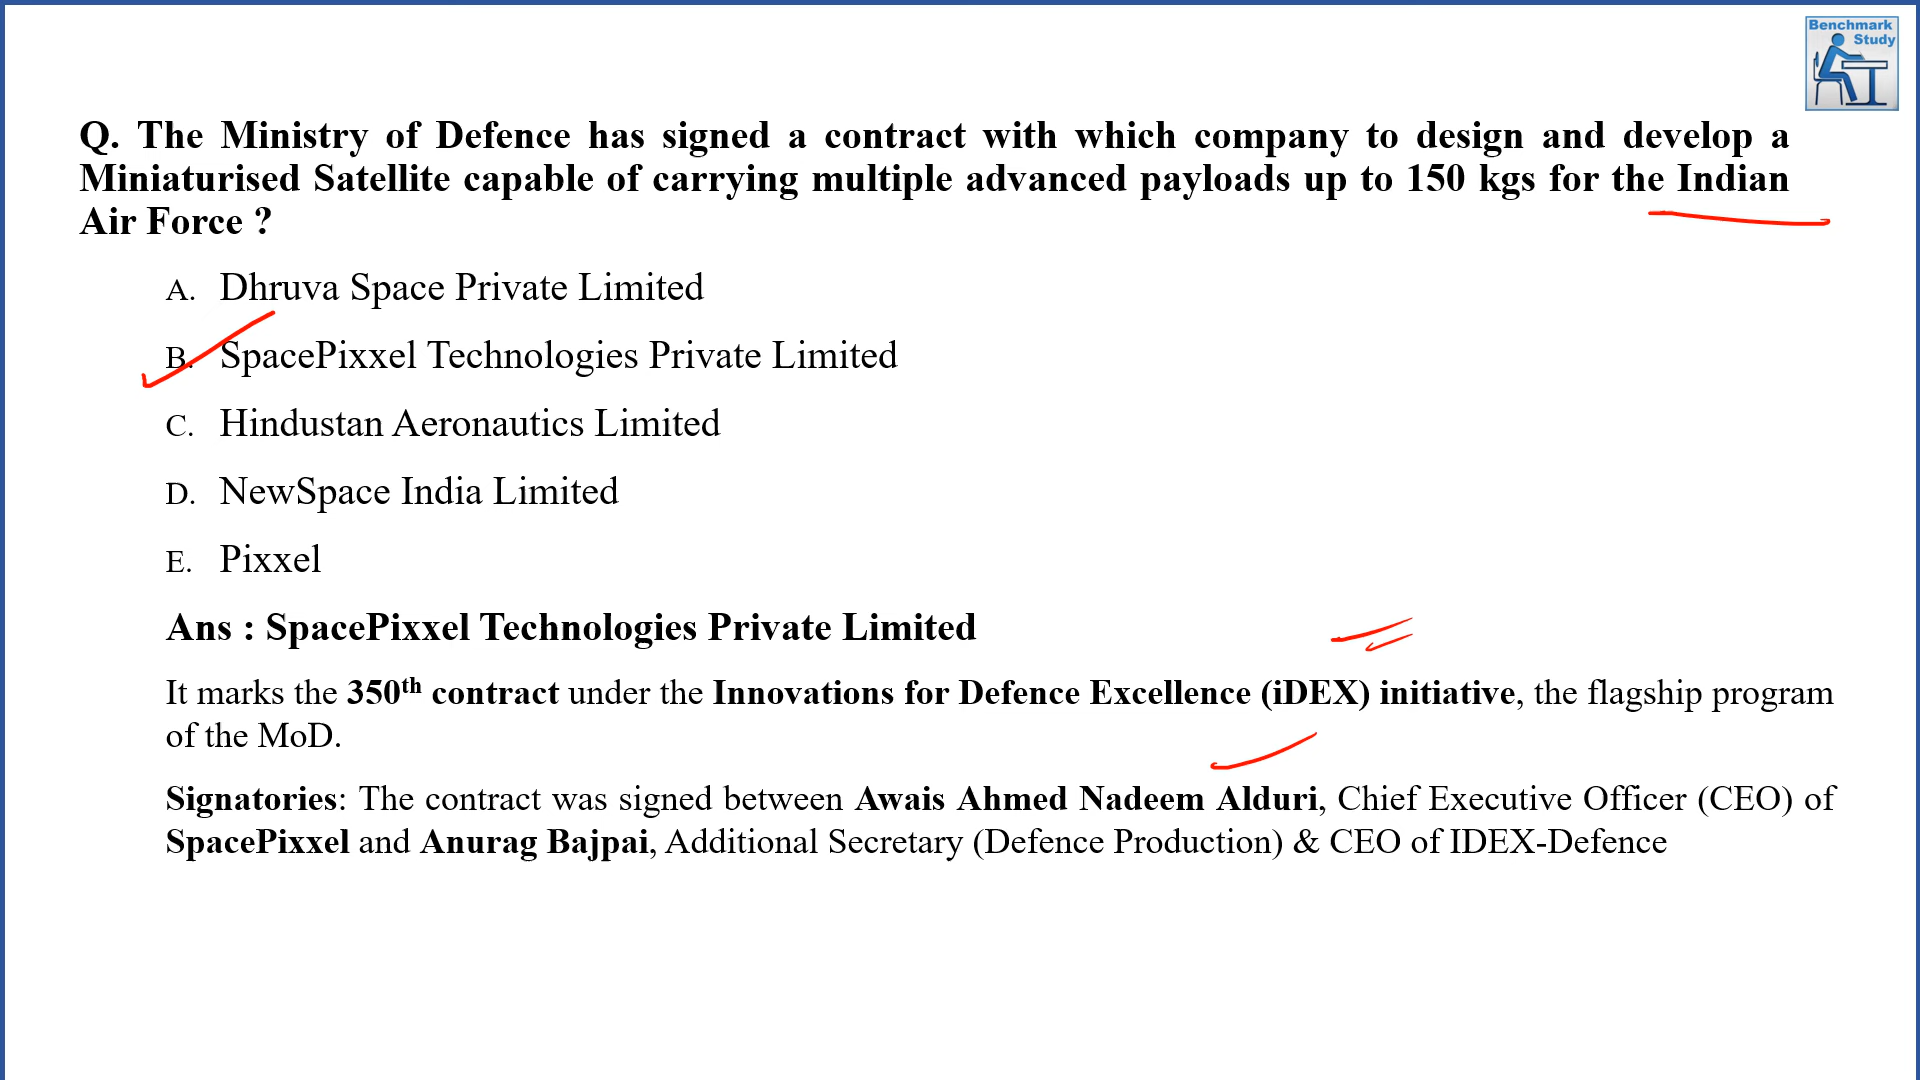 Benchmark
Study
Q. The Ministry of Defence has signed a contract with which company to design and develop a
Miniaturised Satellite capable of carrying multiple advanced payloads up to 150 kgs for the Indian
Air Force ?
A. Dhruva Space Private Limited
B. SpacePixxel Technologies Private Limited
C. Hindustan Aeronautics Limited
D. NewSpace India Limited
E. Pixxel
Ans : SpacePixxel Technologies Private Limited
It marks the 350th contract under the Innovations for Defence Excellence (iDEX) initiative, the flagship program
of the MoD.
Signatories: The contract was signed between Awais Ahmed Nadeem Alduri, Chief Executive Officer (CEO) of
SpacePixxel and Anurag Bajpai, Additional Secretary (Defence Production) & CEO of IDEX-Defence